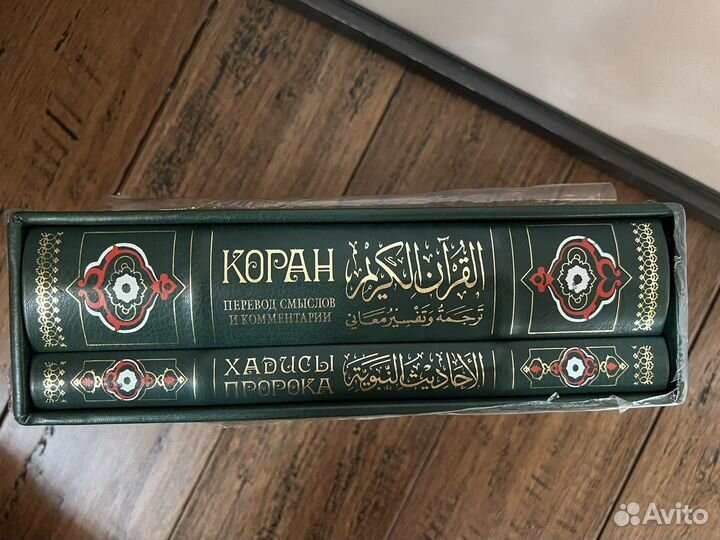 КОРАН
القرآن الكريم
ПЕРЕВОД СМЫСЛОВ
И КОММЕНТАРИИ
ترجمة وتفسير معاني
ХАДИСЫ
ПРОРОКА
الأحاديث النبوية
Avito